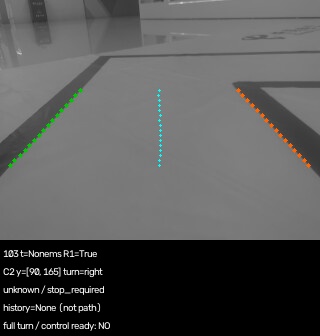 103 t=Nonems R1=True
C2 y=[90, 165] turn=right
unknown / stop_required
history=None (not path)
full turn / control ready: NO